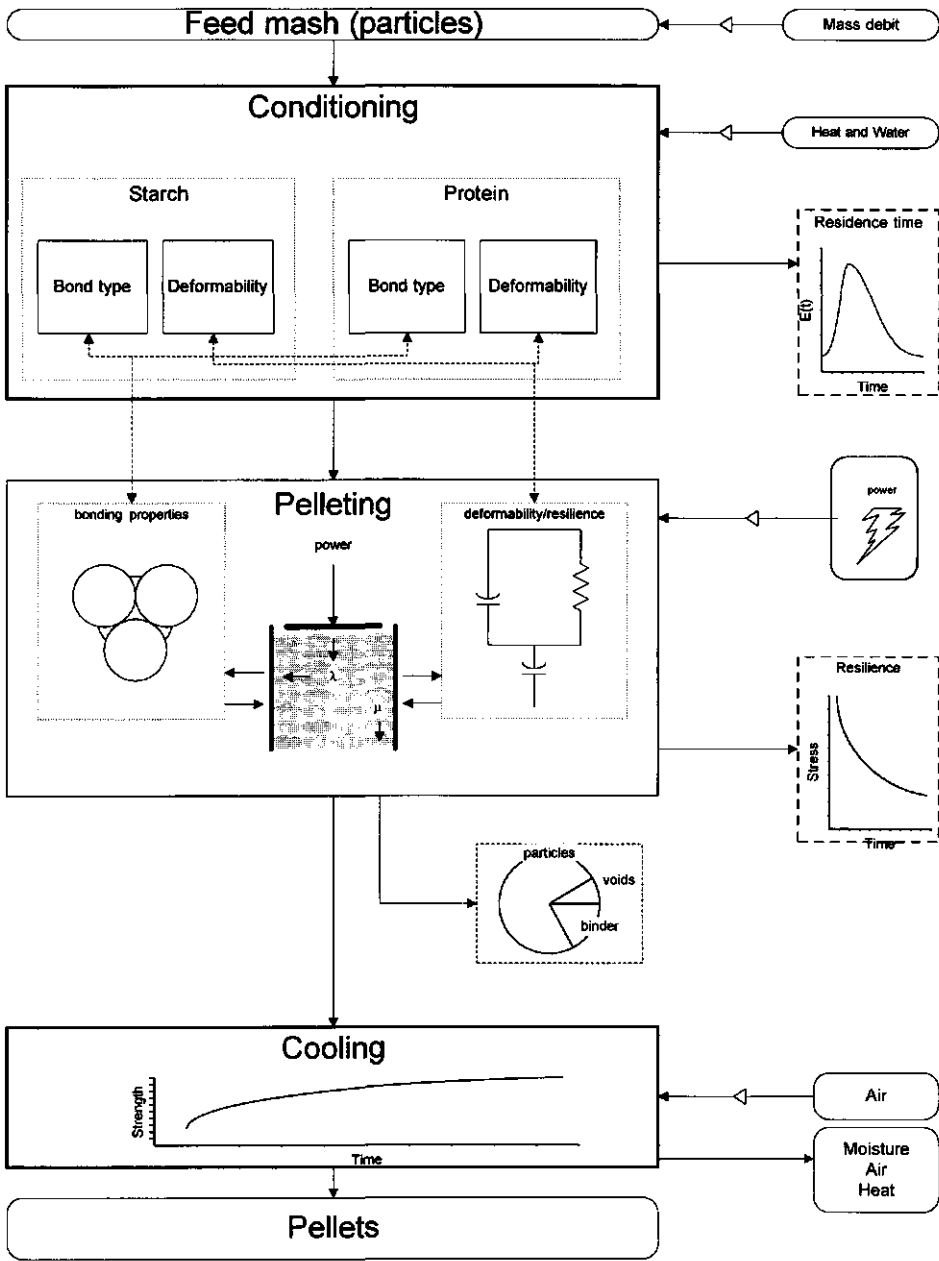 Feed mash (particles)
Mass debit
Conditioning
Heat and Water
Starch
Protein
Bond type
Deformability
Bond type
Deformability
Residence time
E(t)
Time
Pelleting
bonding properties
deformability/resilience
power
λ
μ
power
Resilience
Stress
Time
particles
voids
binder
Cooling
Strength
Time
Air
Moisture
Air
Heat
Pellets